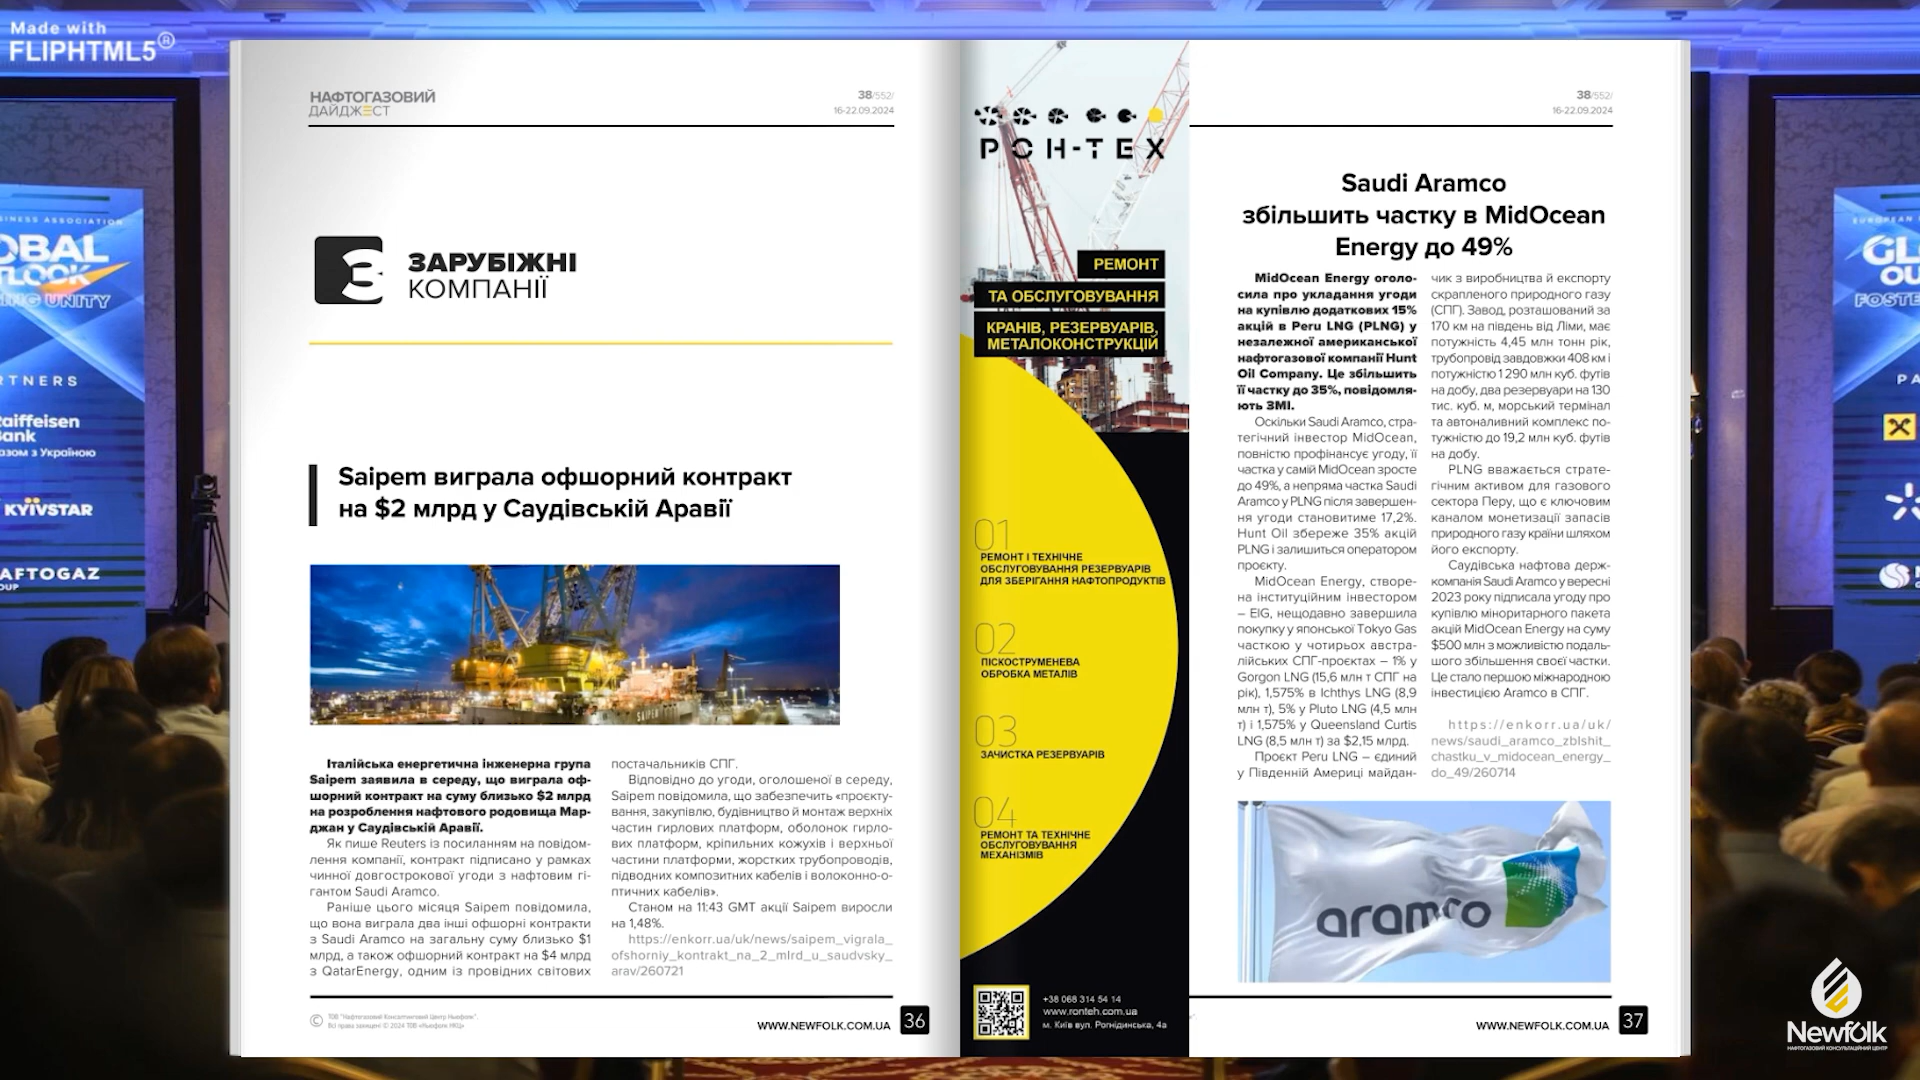 Made with
FLIPHTML5®
НАФТОГАЗОВИЙ
ДАЙДЖЕСТ
38/552/
16-22.09.2024
З
ЗАРУБІЖНІ
КОМПАНІЇ
Saipem виграла офшорний контракт
на $2 млрд у Саудівській Аравії
SAIPEM
Італійська енергетична інженерна група
Saipem заявила в середу, що виграла оф-
шорний контракт на суму близько $2 млрд
на розроблення нафтового родовища Мар-
джан у Саудівській Аравії.
Як пише Reuters із посиланням на повідом-
лення компанії, контракт підписано у рамках
чинної довгострокової угоди з нафтовим гі-
гантом Saudi Aramco.
Раніше цього місяця Saipem повідомила,
що вона виграла два інші офшорні контракти
з Saudi Aramco на загальну суму близько $1
млрд, а також офшорний контракт на $4 млрд
з QatarEnergy, одним із провідних світових
постачальників СПГ.
Відповідно до угоди, оголошеної в середу,
Saipem повідомила, що забезпечить «проєкту-
вання, закупівлю, будівництво й монтаж верхніх
частин гирлових платформ, оболонок гирло-
вих платформ, кріпильних кожухів і верхньої
частини платформи, жорстких трубопроводів,
підводних композитних кабелів і волоконно-о-
птичних кабелів».
Станом на 11:43 GMT акції Saipem виросли
на 1,48%.
https://enkorr.ua/uk/news/saipem_vigrala_
ofshorniy_kontrakt_na_2_mlrd_u_saudvsky_
arav/260721
© ТОВ "Нафтогазовий Консалтинговий Центр Ньюфолк".
Всі права захищені © 2024 ТОВ «Ньюфолк НКЦ»
WWW.NEWFOLK.COM.UA
36
РОН-ТЕХ
РЕМОНТ
ТА ОБСЛУГОВУВАННЯ
КРАНІВ, РЕЗЕРВУАРІВ,
МЕТАЛОКОНСТРУКЦІЙ
01
РЕМОНТ І ТЕХНІЧНЕ
ОБСЛУГОВУВАННЯ РЕЗЕРВУАРІВ
ДЛЯ ЗБЕРІГАННЯ НАФТОПРОДУКТІВ
02
ПІСКОСТРУМЕНЕВА
ОБРОБКА МЕТАЛІВ
03
ЗАЧИСТКА РЕЗЕРВУАРІВ
04
РЕМОНТ ТА ТЕХНІЧНЕ
ОБСЛУГОВУВАННЯ
МЕХАНІЗМІВ
+38 068 314 54 14
www.ronteh.com.ua
м. Київ вул. Рогнідинська, 4а
38/552/
16-22.09.2024
Saudi Aramco
збільшить частку в MidOcean
Energy до 49%
MidOcean Energy оголо-
сила про укладання угоди
на купівлю додаткових 15%
акцій в Peru LNG (PLNG) у
незалежної американської
нафтогазової компанії Hunt
Oil Company. Це збільшить
її частку до 35%, повідомля-
ють ЗМІ.
Оскільки Saudi Aramco, стра-
тегічний інвестор MidOcean,
повністю профінансує угоду, її
частка у самій MidOcean зросте
до 49%, а непряма частка Saudi
Aramco у PLNG після завершен-
ня угоди становитиме 17,2%.
Hunt Oil збереже 35% акцій
PLNG і залишиться оператором
проєкту.
MidOcean Energy, створе-
на інституційним інвестором
– EIG, нещодавно завершила
покупку у японської Tokyo Gas
часткою у чотирьох австра-
лійських СПГ-проєктах – 1% у
Gorgon LNG (15,6 млн т СПГ на
рік), 1,575% в Ichthys LNG (8,9
млн т), 5% у Pluto LNG (4,5 млн
т) і 1,575% у Queensland Curtis
LNG (8,5 млн т) за $2,15 млрд.
Проєкт Peru LNG – єдиний
у Південній Америці майдан-
чик з виробництва й експорту
скрапленого природного газу
(СПГ). Завод, розташований за
170 км на південь від Ліми, має
потужність 4,45 млн тонн рік,
трубопровід завдовжки 408 км і
потужністю 1 290 млн куб. футів
на добу, два резервуари на 130
тис. куб. м, морський термінал
та автоналивний комплекс по-
тужністю до 19,2 млн куб. футів
на добу.
PLNG вважається страте-
гічним активом для газового
сектора Перу, що є ключовим
каналом монетизації запасів
природного газу країни шляхом
його експорту.
Саудівська нафтова держ-
компанія Saudi Aramco у вересні
2023 року підписала угоду про
купівлю міноритарного пакета
акцій MidOcean Energy на суму
$500 млн з можливістю подаль-
шого збільшення своєї частки.
Це стало першою міжнародною
інвестицією Aramco в СПГ.
https://enkorr.ua/uk/
news/saudi_aramco_zblshit_
chastku_v_midocean_energy_
do_49/260714
aramco
WWW.NEWFOLK.COM.UA
37
Newfolk
НАФТОГАЗОВИЙ КОНСУЛЬТАЦІЙНИЙ ЦЕНТР
KYIVSTAR